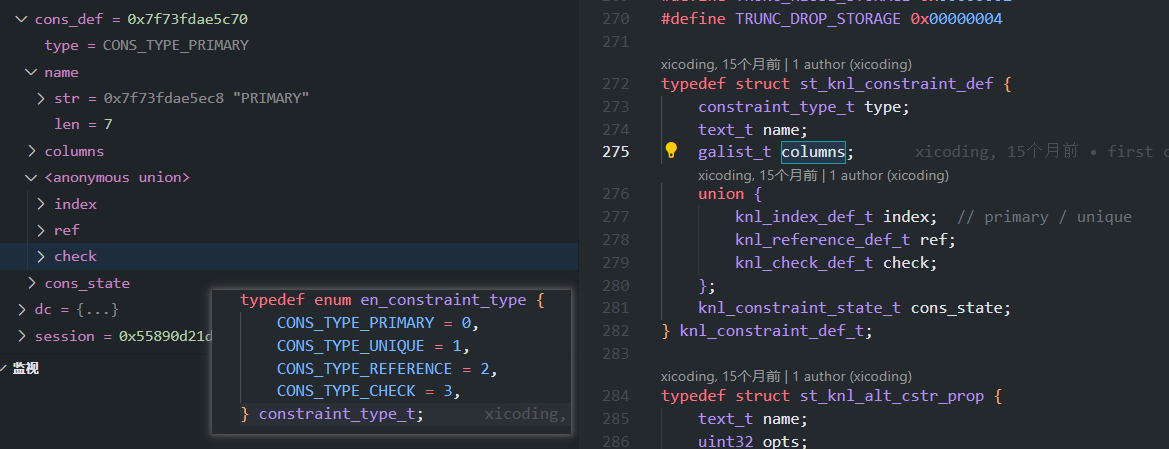 cons_def = 0x7f73fdae5c70
type = CONS_TYPE_PRIMARY
name
str = 0x7f73fdae5ec8 "PRIMARY"
len = 7
columns
<anonymous union>
index
ref
check
cons_state
dc = {...}
session = 0x55890d21d
监视
typedef enum en_constraint_type {
CONS_TYPE_PRIMARY = 0,
CONS_TYPE_UNIQUE = 1,
CONS_TYPE_REFERENCE = 2,
CONS_TYPE_CHECK = 3,
} constraint_type_t; xicoding,
270 #define TRUNC_DROP_STORAGE 0x00000004
271
xicoding, 15个月前 | 1 author (xicoding)
272 typedef struct st_knl_constraint_def {
273 constraint_type_t type;
274 text_t name;
275 galist_t columns; xicoding, 15个月前 • first c
xicoding, 15个月前 | 1 author (xicoding)
276 union {
277 knl_index_def_t index; // primary / unique
278 knl_reference_def_t ref;
279 knl_check_def_t check;
280 };
281 knl_constraint_state_t cons_state;
282 } knl_constraint_def_t;
283
xicoding, 15个月前 | 1 author (xicoding)
284 typedef struct st_knl_alt_cstr_prop {
285 text_t name;
286 uint32 opts;